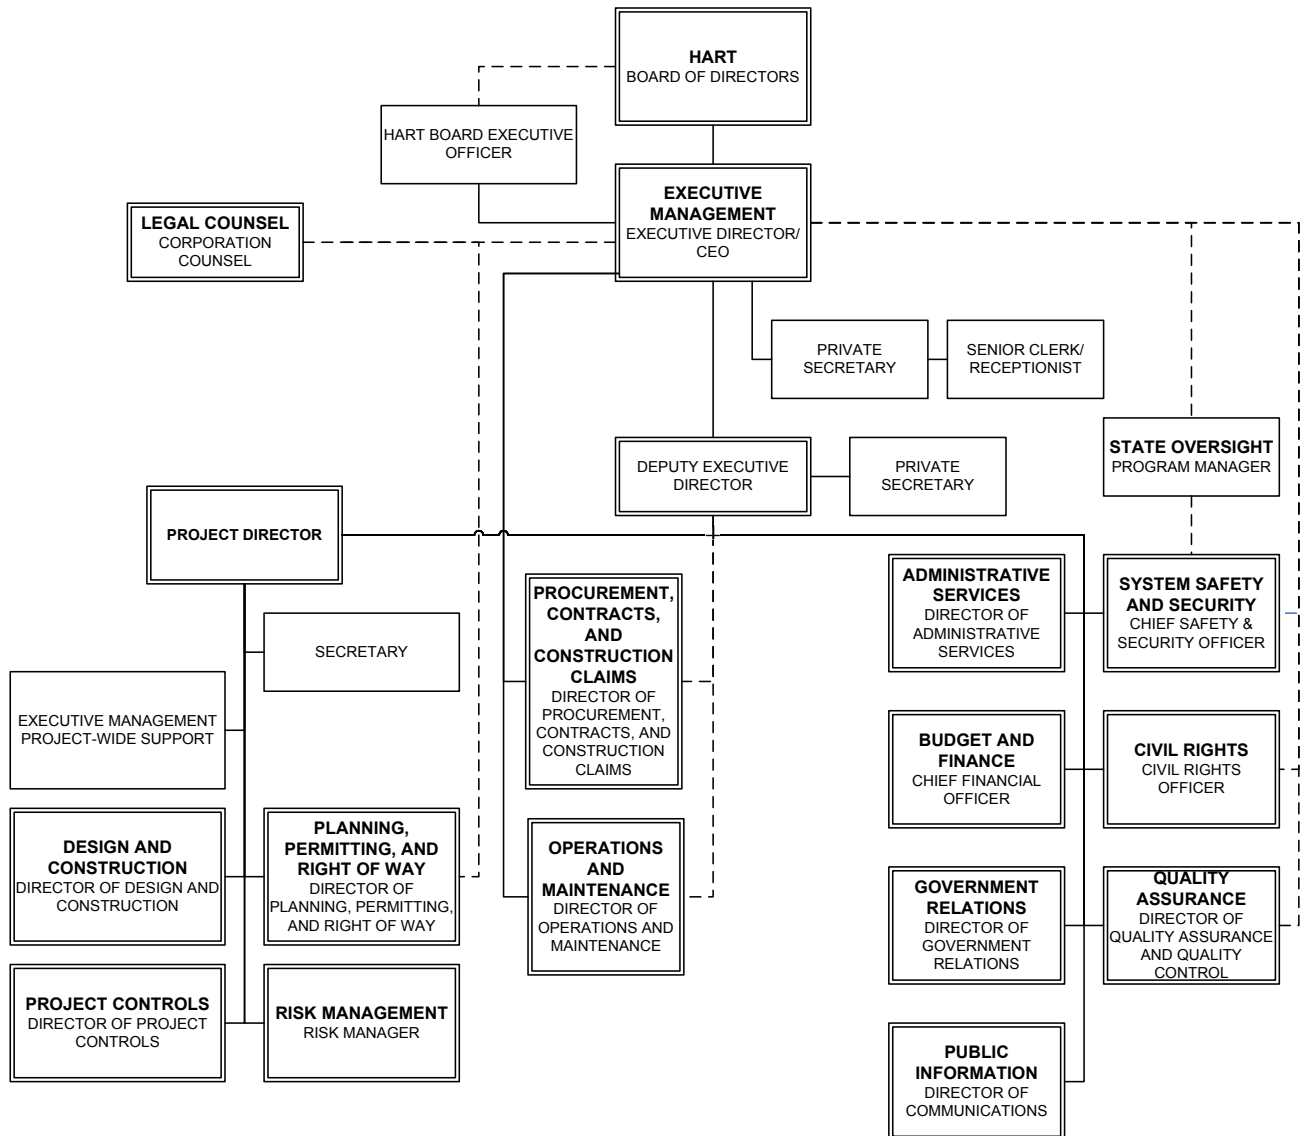 HART
BOARD OF DIRECTORS
HART BOARD EXECUTIVE
OFFICER
EXECUTIVE
MANAGEMENT
EXECUTIVE DIRECTOR/
CEO
LEGAL COUNSEL
CORPORATION
COUNSEL
PRIVATE
SECRETARY
SENIOR CLERK/
RECEPTIONIST
STATE OVERSIGHT
PROGRAM MANAGER
DEPUTY EXECUTIVE
DIRECTOR
PRIVATE
SECRETARY
PROJECT DIRECTOR
SECRETARY
EXECUTIVE MANAGEMENT
PROJECT-WIDE SUPPORT
DESIGN AND
CONSTRUCTION
DIRECTOR OF DESIGN AND
CONSTRUCTION
PLANNING,
PERMITTING, AND
RIGHT OF WAY
DIRECTOR OF
PLANNING, PERMITTING,
AND RIGHT OF WAY
PROJECT CONTROLS
DIRECTOR OF PROJECT
CONTROLS
RISK MANAGEMENT
RISK MANAGER
PROCUREMENT,
CONTRACTS,
AND
CONSTRUCTION
CLAIMS
DIRECTOR OF
PROCUREMENT,
CONTRACTS, AND
CONSTRUCTION
CLAIMS
OPERATIONS
AND
MAINTENANCE
DIRECTOR OF
OPERATIONS AND
MAINTENANCE
ADMINISTRATIVE
SERVICES
DIRECTOR OF
ADMINISTRATIVE
SERVICES
SYSTEM SAFETY
AND SECURITY
CHIEF SAFETY &
SECURITY OFFICER
BUDGET AND
FINANCE
CHIEF FINANCIAL
OFFICER
CIVIL RIGHTS
CIVIL RIGHTS
OFFICER
GOVERNMENT
RELATIONS
DIRECTOR OF
GOVERNMENT
RELATIONS
QUALITY
ASSURANCE
DIRECTOR OF
QUALITY ASSURANCE
AND QUALITY
CONTROL
PUBLIC
INFORMATION
DIRECTOR OF
COMMUNICATIONS